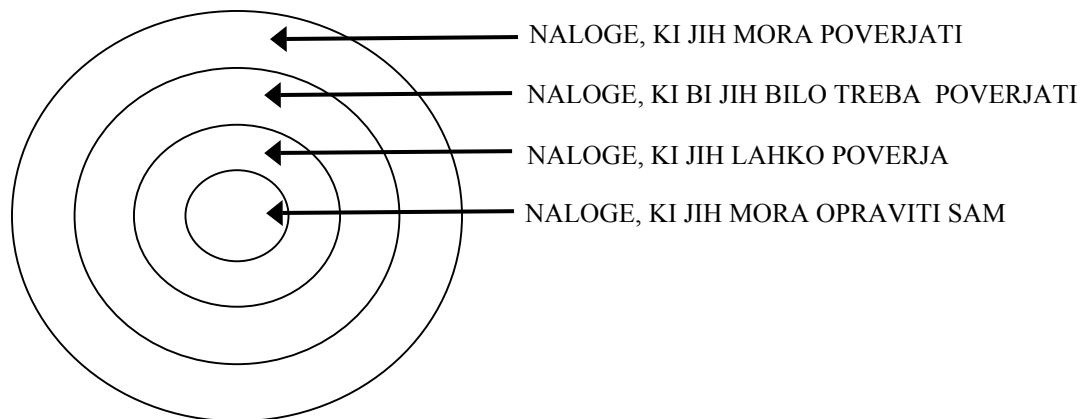 NALOGE, KI JIH MORA POVERJATI
NALOGE, KI BI JIH BILO TREBA POVERJATI
NALOGE, KI JIH LAHKO POVERJA
NALOGE, KI JIH MORA OPRAVITI SAM